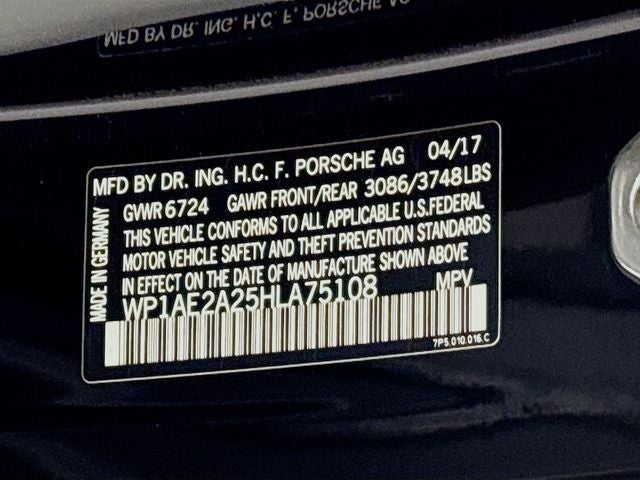 MFD BY DR. ING. H.C. F. PORSCHE AG
MFD BY DR. ING. H.C. F. PORSCHE AG 04/17
GVWR 6724 GAWR FRONT/REAR 3086/3748LBS
THIS VEHICLE CONFORMS TO ALL APPLICABLE U.S.FEDERAL
MOTOR VEHICLE SAFETY AND THEFT PREVENTION STANDARDS
IN EFFECT ON THE DATE OF MANUFACTURE SHOWN ABOVE
WP1AE2A25HLA75108 MPV
MADE IN GERMANY
7P5.010.016.C